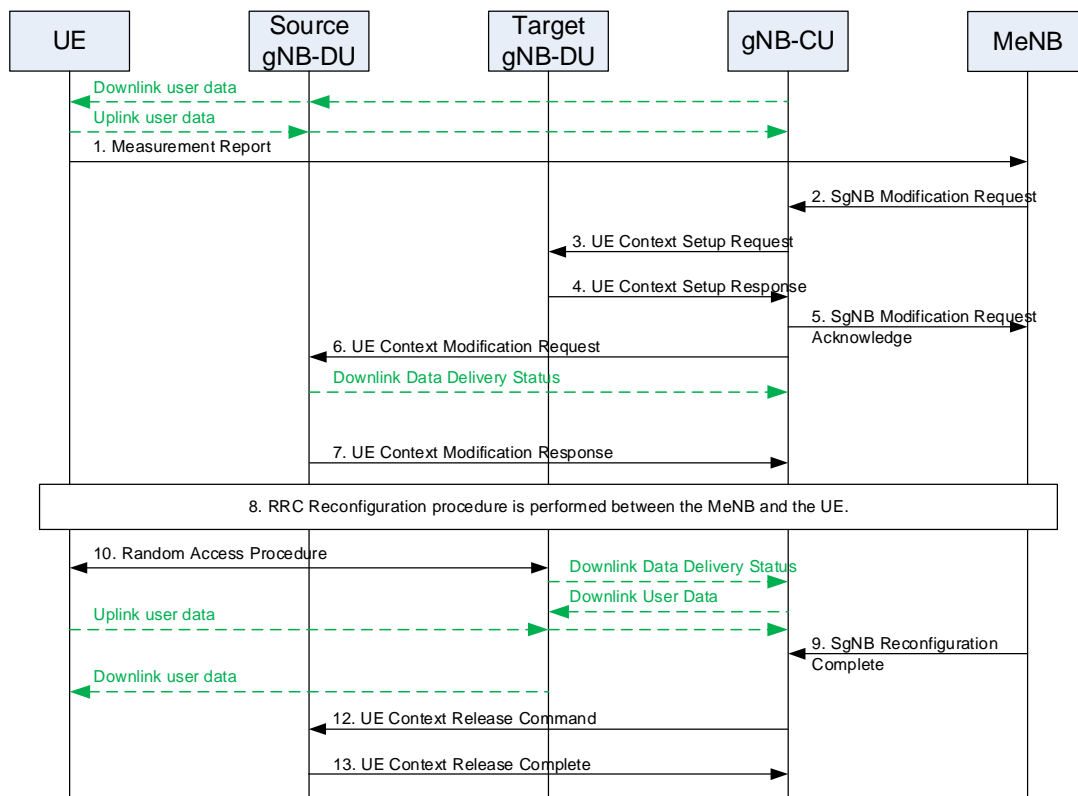 UE
Source
gNB-DU
Target
gNB-DU
gNB-CU
MeNB
Downlink user data
Uplink user data
1. Measurement Report
2. SgNB Modification Request
3. UE Context Setup Request
4. UE Context Setup Response
5. SgNB Modification Request
Acknowledge
6. UE Context Modification Request
Downlink Data Delivery Status
7. UE Context Modification Response
8. RRC Reconfiguration procedure is performed between the MeNB and the UE.
10. Random Access Procedure
Downlink Data Delivery Status
Downlink User Data
Uplink user data
9. SgNB Reconfiguration
Complete
Downlink user data
12. UE Context Release Command
13. UE Context Release Complete